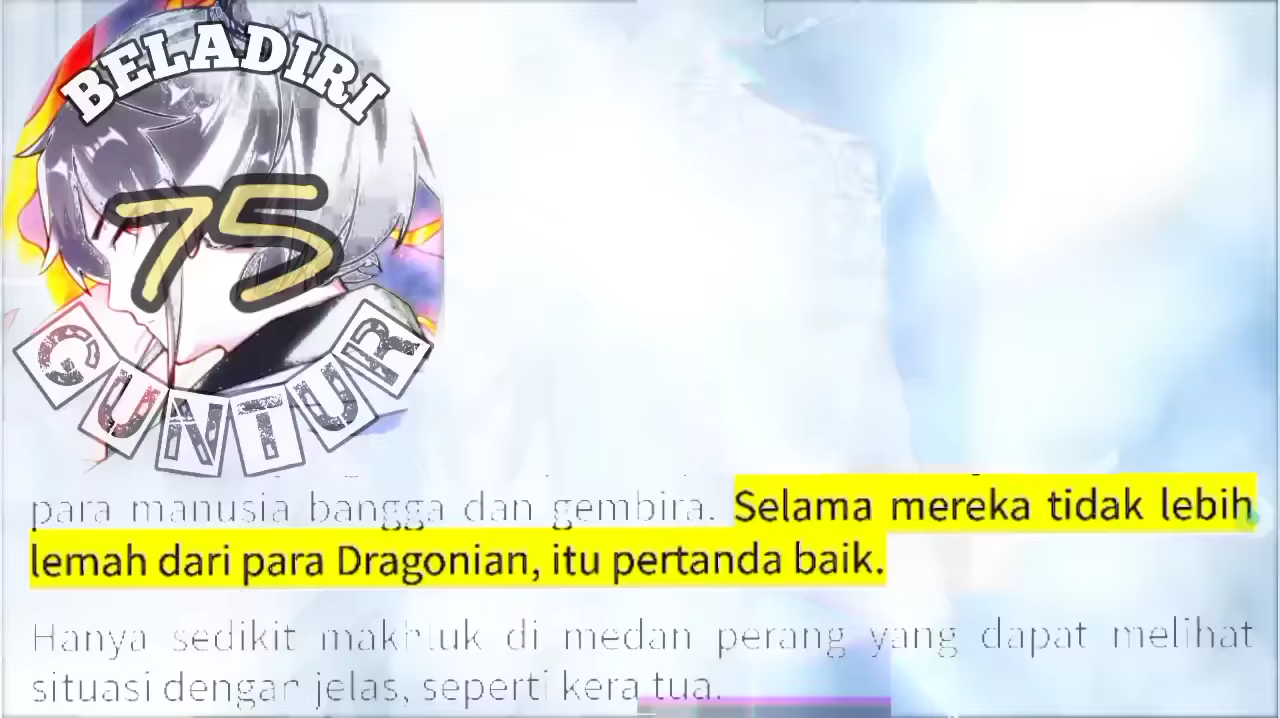 BELADIRI
75
GUNTUR
para manusia bangga dan gembira. Selama mereka tidak lebih
lemah dari para Dragonian, itu pertanda baik.
Hanya sedikit makhluk di medan perang yang dapat melihat
situasi dengan jelas, seperti kera tua.